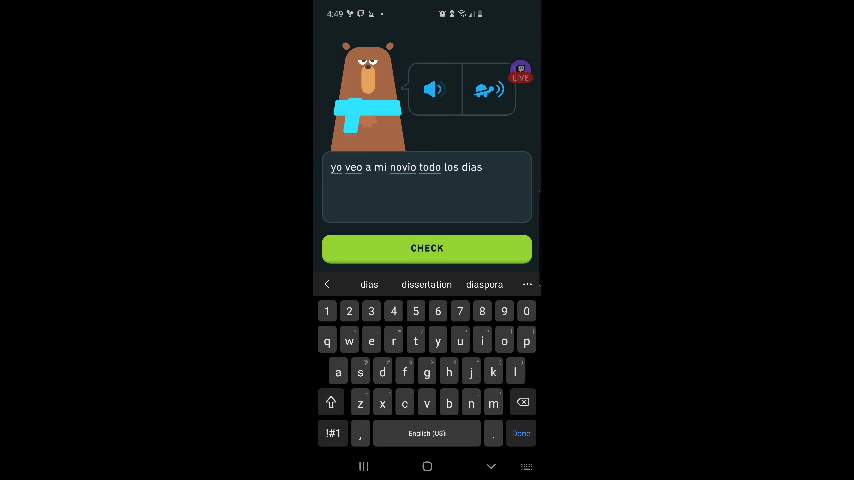 4:49
LIVE
yo veo a mi novio todo los dias
CHECK
dias dissertation diaspora
1 2 3 4 5 6 7 8 9 0
q w e r t y u i o p
a s d f g h j k l
z x c v b n m
!#1 , English (US) . Done